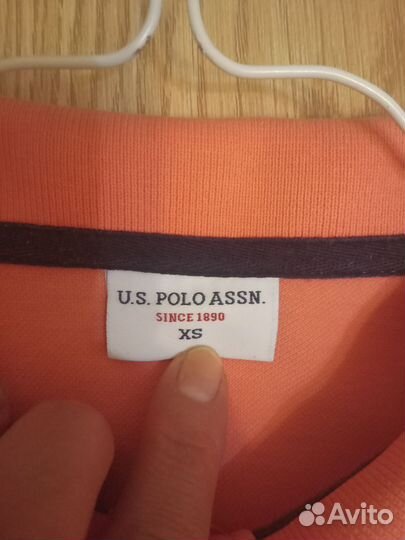 U.S. POLO ASSN.
SINCE 1890
XS
Avito